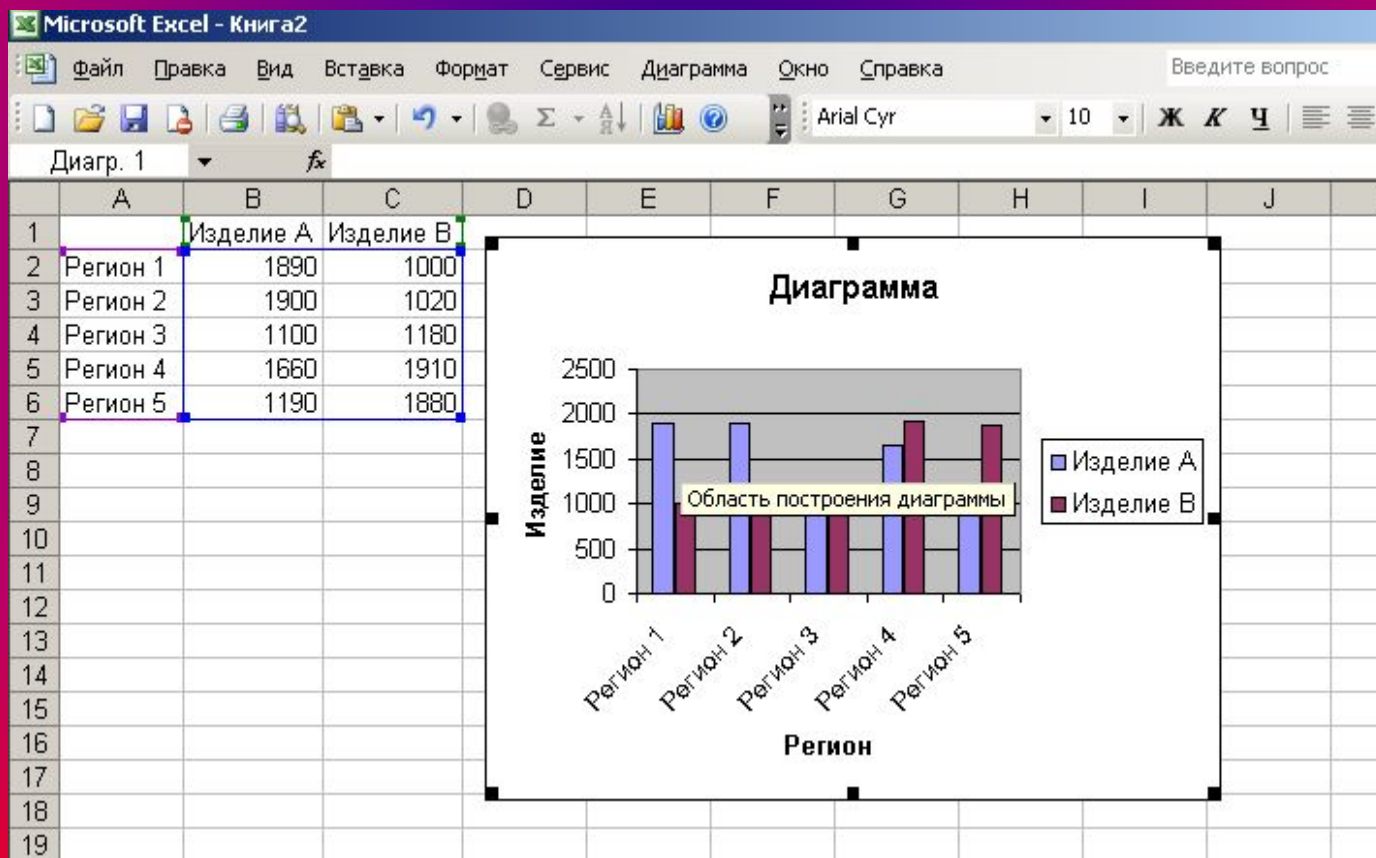 Microsoft Excel - Книга2
Файл Правка Вид Вставка Формат Сервис Диаграмма Окно Справка Введите вопрос
Arial Cyr 10 Ж К Ч
Диагр. 1 fx
A B C D E F G H I J
1 Изделие A Изделие B
2 Регион 1 1890 1000
3 Регион 2 1900 1020
4 Регион 3 1100 1180
5 Регион 4 1660 1910
6 Регион 5 1190 1880
7
8
9
10
11
12
13
14
15
16
17
18
19
Диаграмма
Изделие
2500
2000
1500
1000
500
0
Область построения диаграммы
Изделие A
Изделие B
Регион 1 Регион 2 Регион 3 Регион 4 Регион 5
Регион